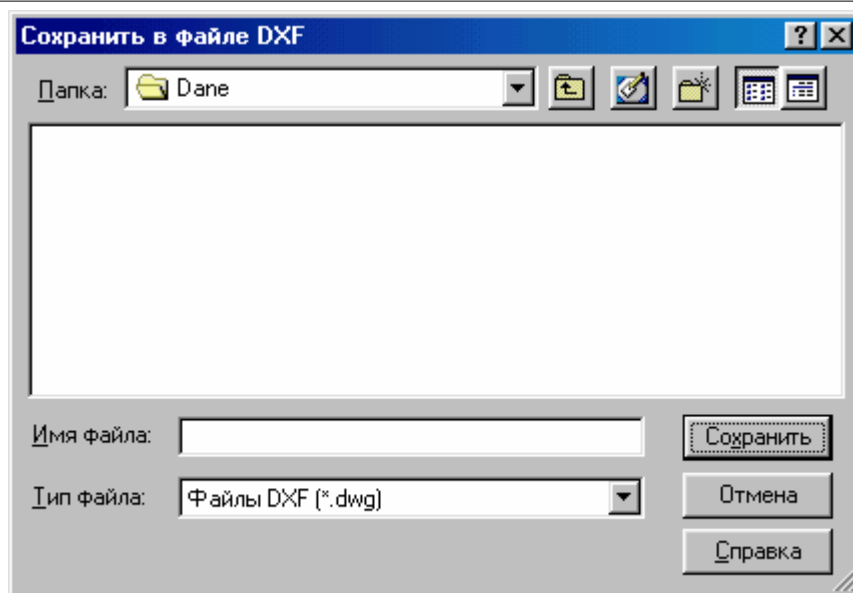 Сохранить в файле DXF
Папка: Dane
Имя файла: Сохранить
Тип файла: Файлы DXF (*.dwg) Отмена
Справка